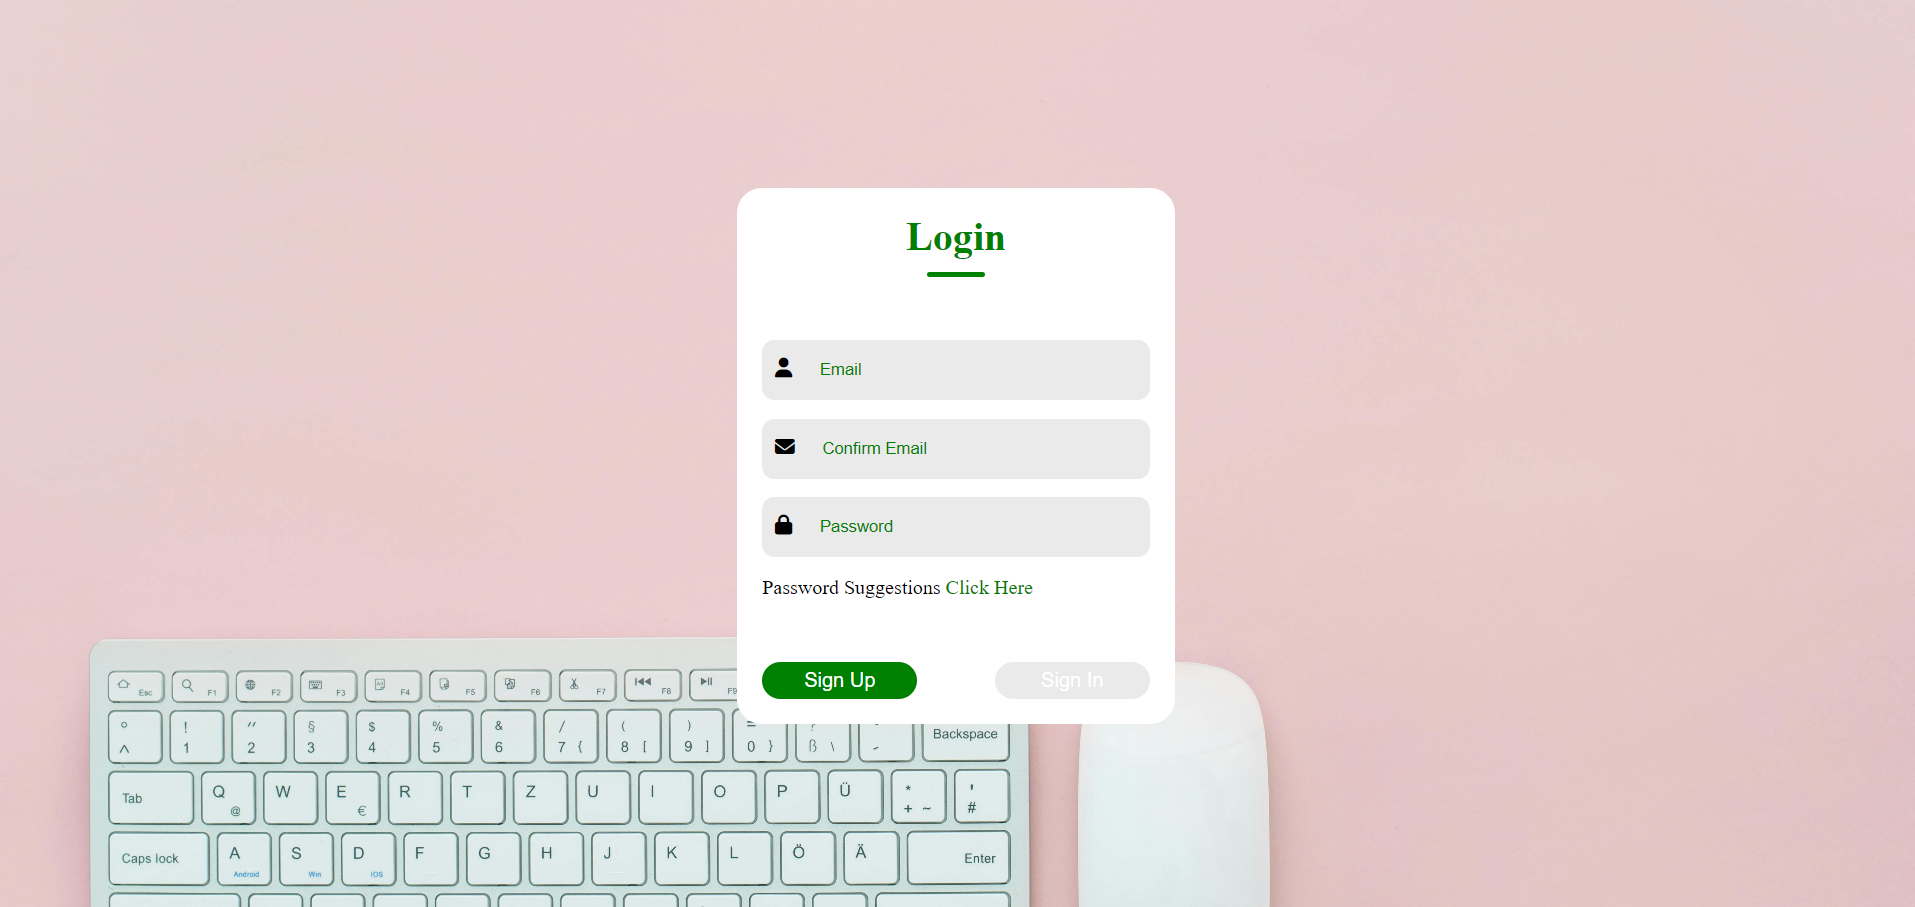 Login
Email
Confirm Email
Password
Password Suggestions Click Here
Sign Up Sign In
Esc F1 F2 F3 F4 F5 F6 F7 F8 F9
° ! " § $ % & / ( ) = ?
^ 1 2 3 4 5 6 7 { 8 [ 9 ] 0 } ß \ - Backspace
Tab Q @ W E € R T Z U I O P Ü * + ~ ' #
Caps lock A S D F G H J K L Ö Ä Enter
Android Win IOS